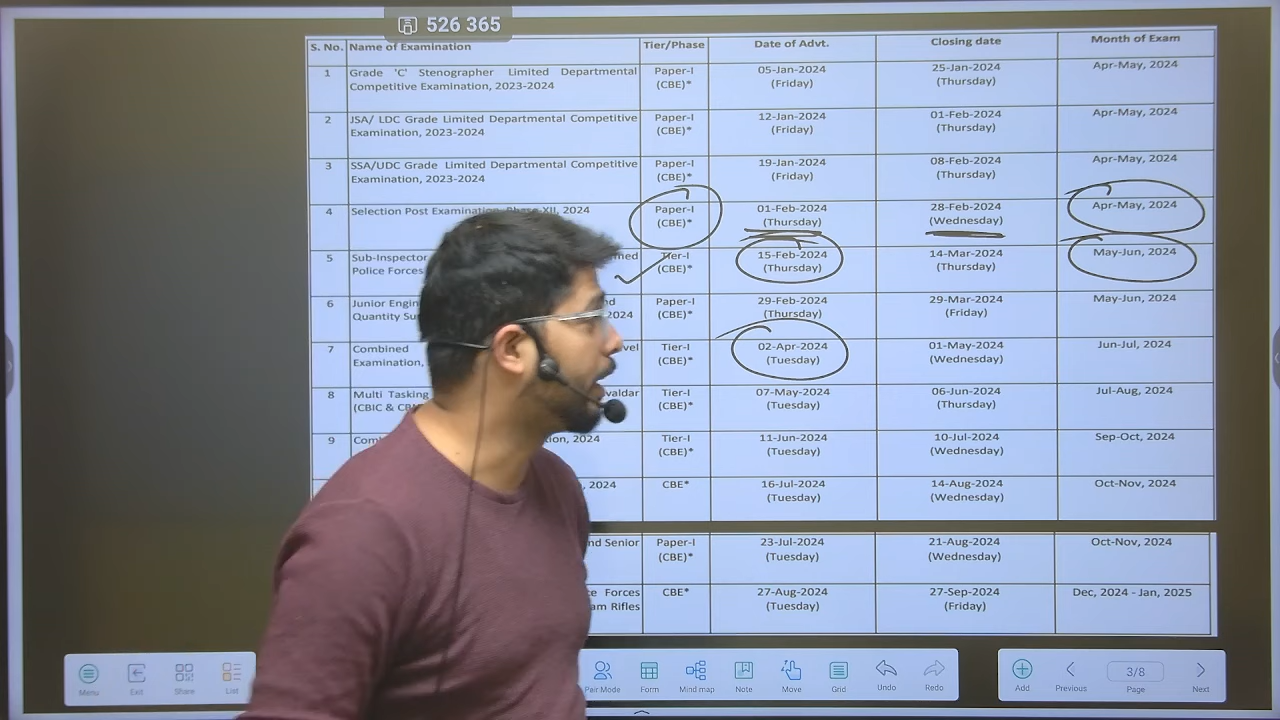 526 365
S. No. Name of Examination Tier/Phase Date of Advt. Closing date Month of Exam
1 Grade 'C' Stenographer Limited Departmental Paper-I 05-Jan-2024 25-Jan-2024 Apr-May, 2024
Competitive Examination, 2023-2024 (CBE)* (Friday) (Thursday)
2 JSA/ LDC Grade Limited Departmental Competitive Paper-I 12-Jan-2024 01-Feb-2024 Apr-May, 2024
Examination, 2023-2024 (CBE)* (Friday) (Thursday)
3 SSA/UDC Grade Limited Departmental Competitive Paper-I 19-Jan-2024 08-Feb-2024 Apr-May, 2024
Examination, 2023-2024 (CBE)* (Friday) (Thursday)
4 Selection Post Examination, Phase-XII, 2024 Paper-I 01-Feb-2024 28-Feb-2024 Apr-May, 2024
(CBE)* (Thursday) (Wednesday)
5 Sub-Inspector med Tier-I 15-Feb-2024 14-Mar-2024 May-Jun, 2024
Police Forces (CBE)* (Thursday) (Thursday)
6 Junior Engin nd Paper-I 29-Feb-2024 29-Mar-2024 May-Jun, 2024
Quantity Su 2024 (CBE)* (Thursday) (Friday)
7 Combined vel Tier-I 02-Apr-2024 01-May-2024 Jun-Jul, 2024
Examination, (CBE)* (Tuesday) (Wednesday)
8 Multi Tasking valdar Tier-I 07-May-2024 06-Jun-2024 Jul-Aug, 2024
(CBIC & CB (CBE)* (Tuesday) (Thursday)
9 Com tion, 2024 Tier-I 11-Jun-2024 10-Jul-2024 Sep-Oct, 2024
(CBE)* (Tuesday) (Wednesday)
, 2024 CBE* 16-Jul-2024 14-Aug-2024 Oct-Nov, 2024
(Tuesday) (Wednesday)
nd Senior Paper-I 23-Jul-2024 21-Aug-2024 Oct-Nov, 2024
(CBE)* (Tuesday) (Wednesday)
ce Forces CBE* 27-Aug-2024 27-Sep-2024 Dec, 2024 - Jan, 2025
am Rifles (Tuesday) (Friday)
Menu Exit Share List Pair Mode Form Mind map Note Move Grid Undo Redo Add Previous 3/8 Page Next